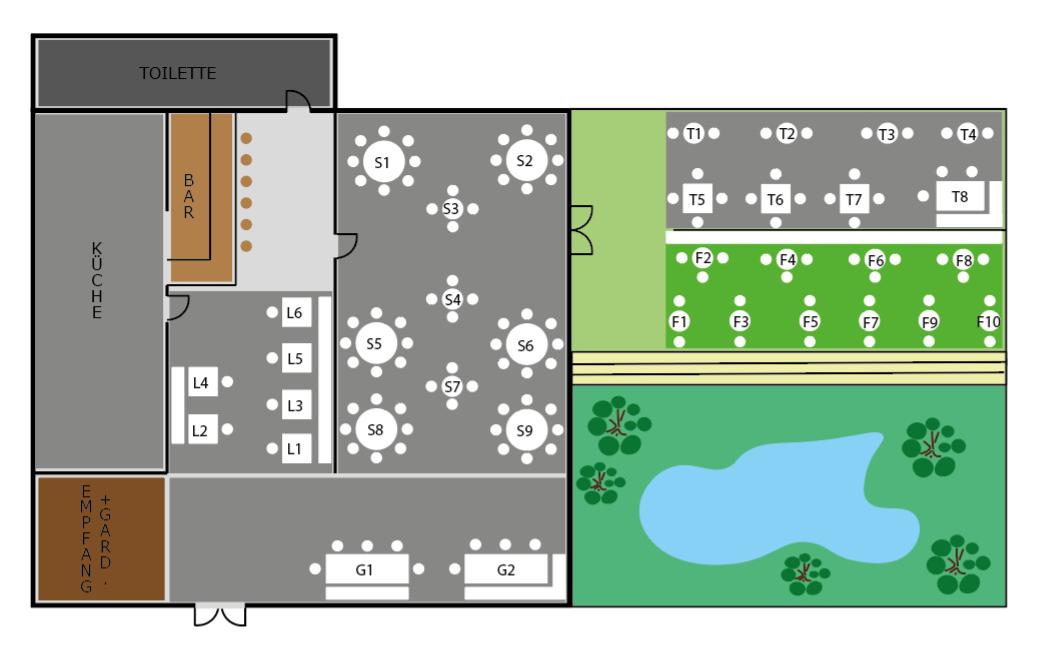 TOILETTE
BAR
KÜCHE
EMPFANG
+GARD.
S1
S2
S3
S4
S5
S6
S7
S8
S9
L6
L5
L4
L3
L2
L1
G1
G2
T1 T2 T3 T4
T5 T6 T7 T8
F2 F4 F6 F8
F1 F3 F5 F7 F9 F10